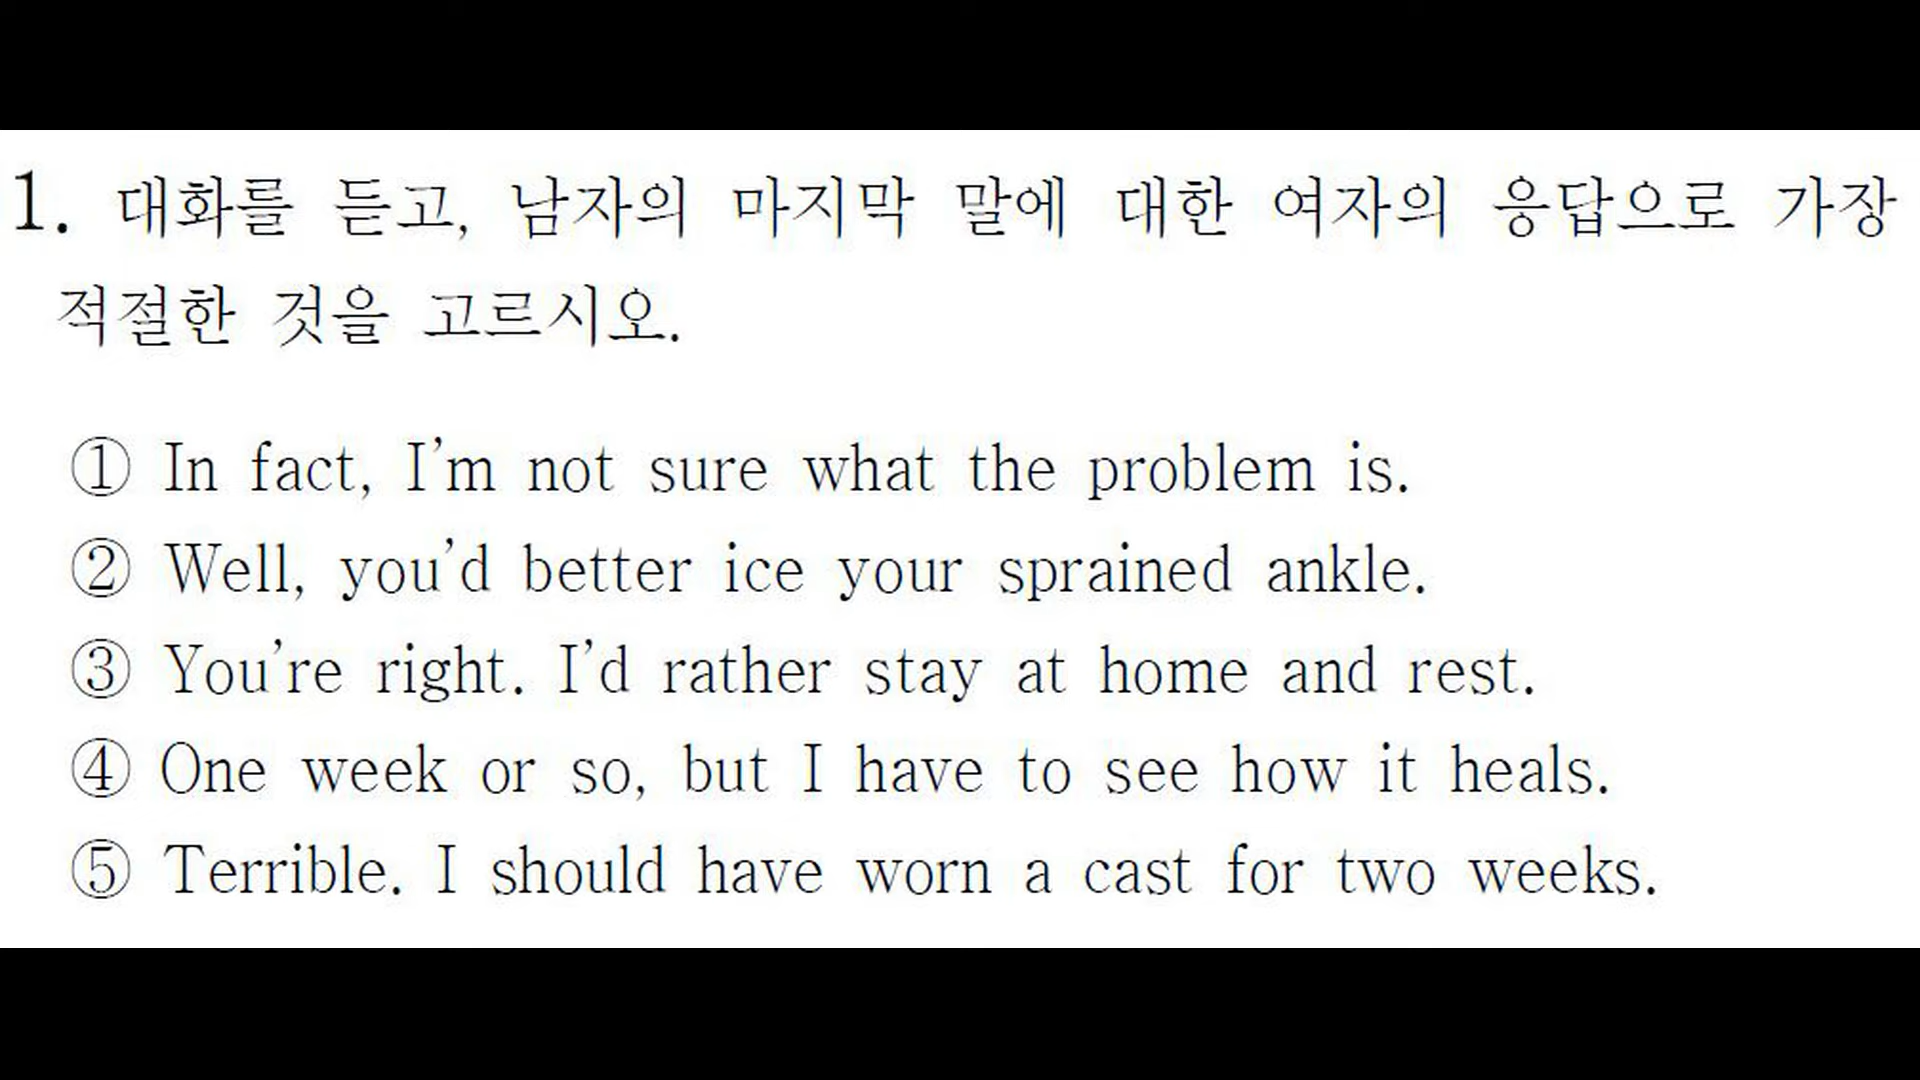 1. 대화를 듣고, 남자의 마지막 말에 대한 여자의 응답으로 가장
적절한 것을 고르시오.
① In fact, I'm not sure what the problem is.
② Well, you'd better ice your sprained ankle.
③ You're right. I'd rather stay at home and rest.
④ One week or so, but I have to see how it heals.
⑤ Terrible. I should have worn a cast for two weeks.